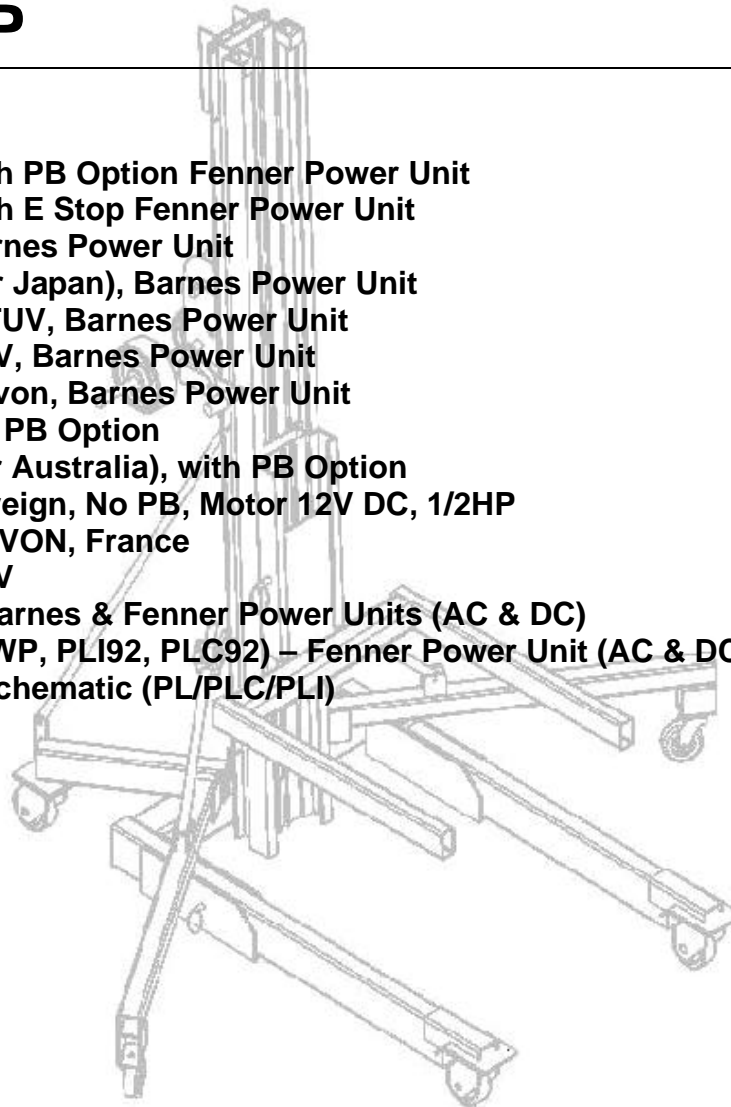 P
h PB Option Fenner Power Unit
h E Stop Fenner Power Unit
rnes Power Unit
r Japan), Barnes Power Unit
TUV, Barnes Power Unit
V, Barnes Power Unit
von, Barnes Power Unit
PB Option
r Australia), with PB Option
reign, No PB, Motor 12V DC, 1/2HP
VON, France
V
arnes & Fenner Power Units (AC & DC)
WP, PLI92, PLC92) – Fenner Power Unit (AC & DC
chematic (PL/PLC/PLI)